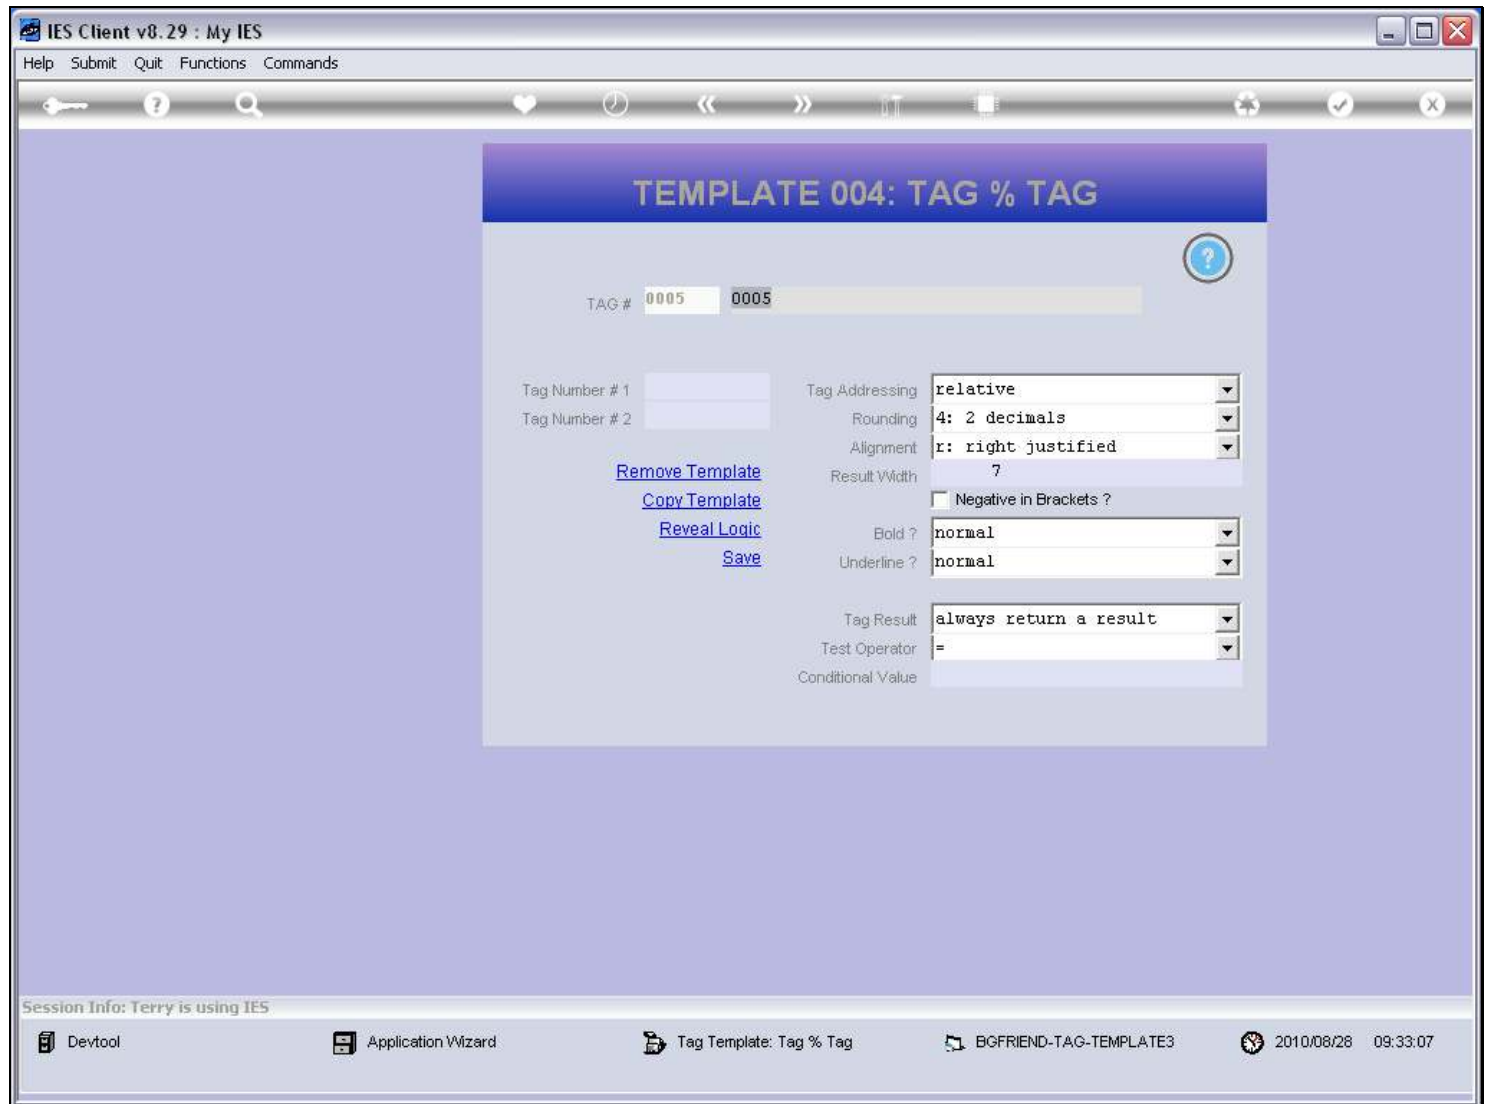 IES Client v8.29 : My IES
Help Submit Quit Functions Commands
TEMPLATE 004: TAG % TAG
?
TAG # 0005 0005
Tag Number # 1
Tag Number # 2
Remove Template
Copy Template
Reveal Logic
Save
Tag Addressing relative
Rounding 4: 2 decimals
Alignment r: right justified
Result Width 7
Negative in Brackets ?
Bold ? normal
Underline ? normal
Tag Result always return a result
Test Operator =
Conditional Value
Session Info: Terry is using IES
Devtool Application Wizard Tag Template: Tag % Tag BGFRIEND-TAG-TEMPLATE3 2010/08/28 09:33:07